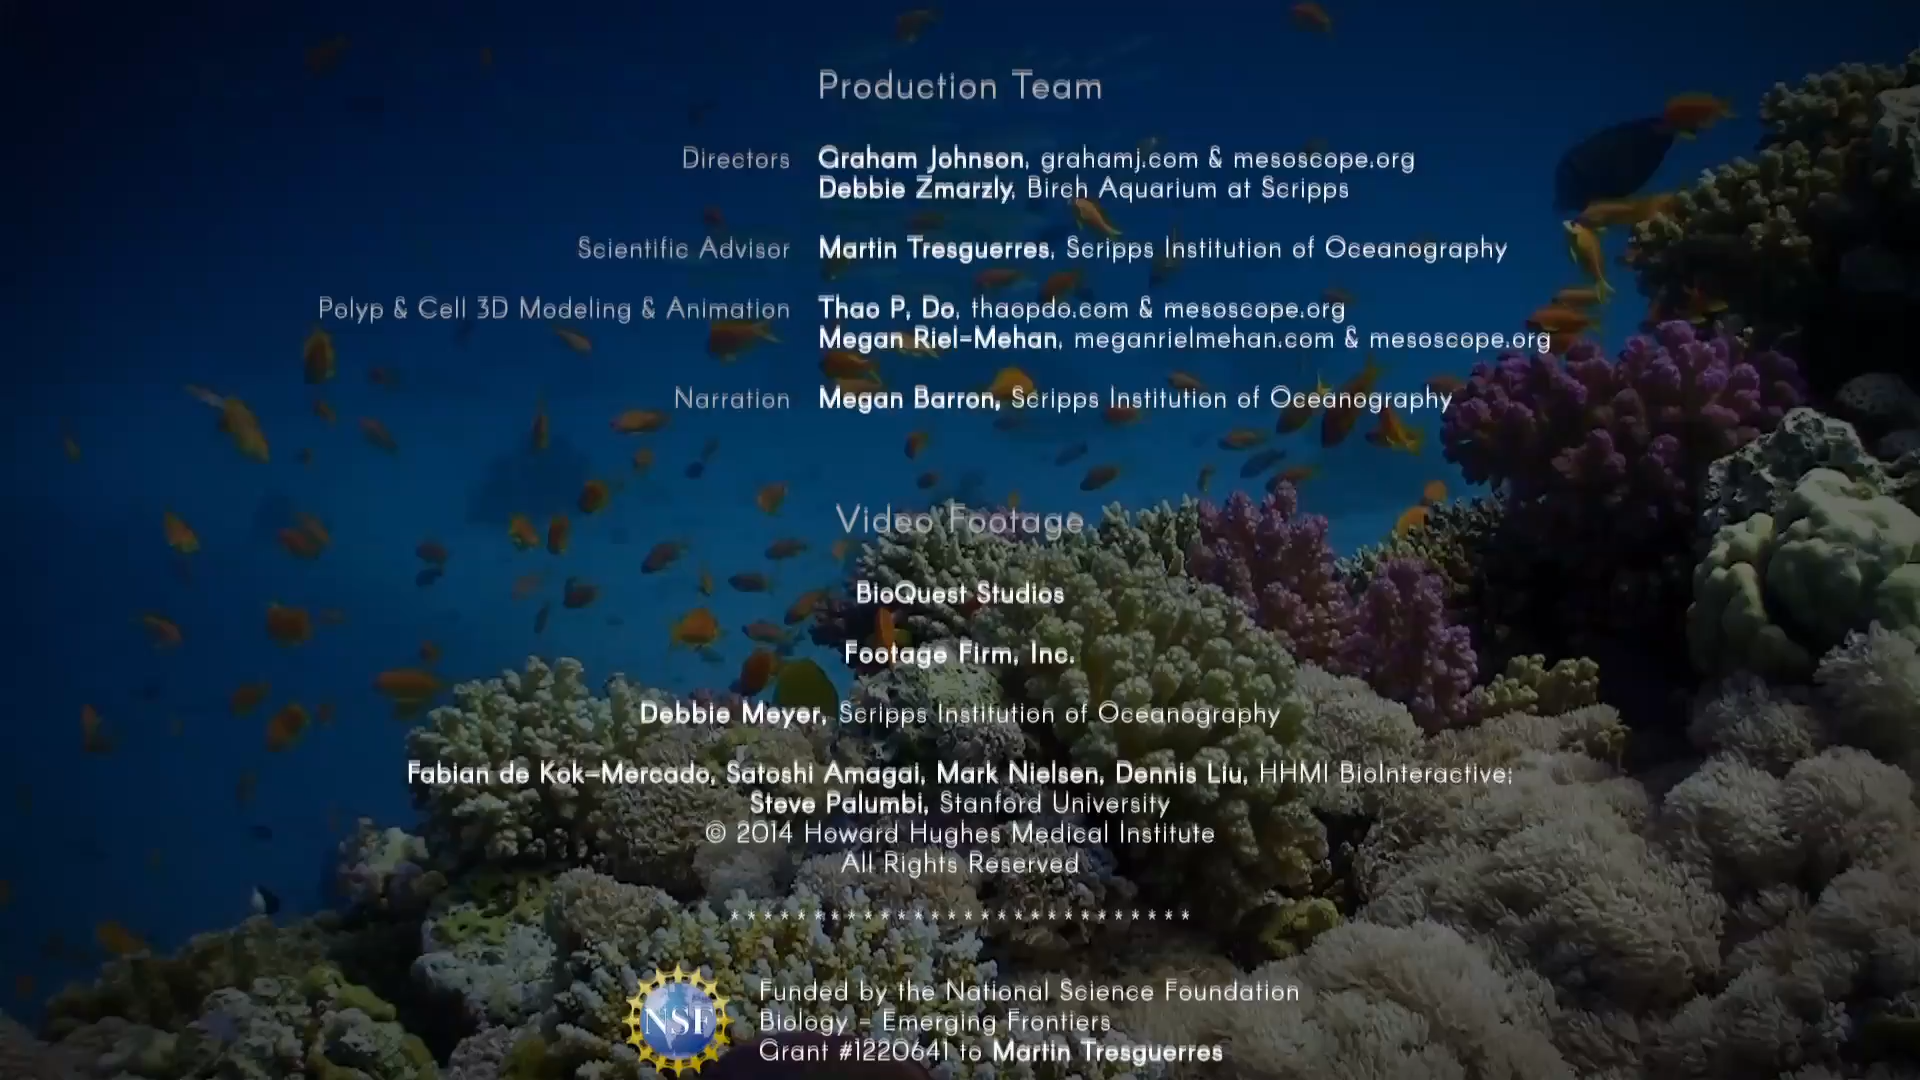 Production Team
Directors Graham Johnson, grahamj.com & mesoscope.org
Debbie Zmarzly, Birch Aquarium at Scripps
Scientific Advisor Martin Tresguerres, Scripps Institution of Oceanography
Polyp & Cell 3D Modeling & Animation Thao P. Do, thaopdo.com & mesoscope.org
Megan Riel-Mehan, meganrielmehan.com & mesoscope.org
Narration Megan Barron, Scripps Institution of Oceanography
Video Footage
BioQuest Studios
Footage Firm, Inc.
Debbie Meyer, Scripps Institution of Oceanography
Fabian de Kok-Mercado, Satoshi Amagai, Mark Nielsen, Dennis Liu, HHMI BioInteractive;
Steve Palumbi, Stanford University
© 2014 Howard Hughes Medical Institute
All Rights Reserved
****************************
NSF
Funded by the National Science Foundation
Biology - Emerging Frontiers
Grant #1220641 to Martin Tresguerres